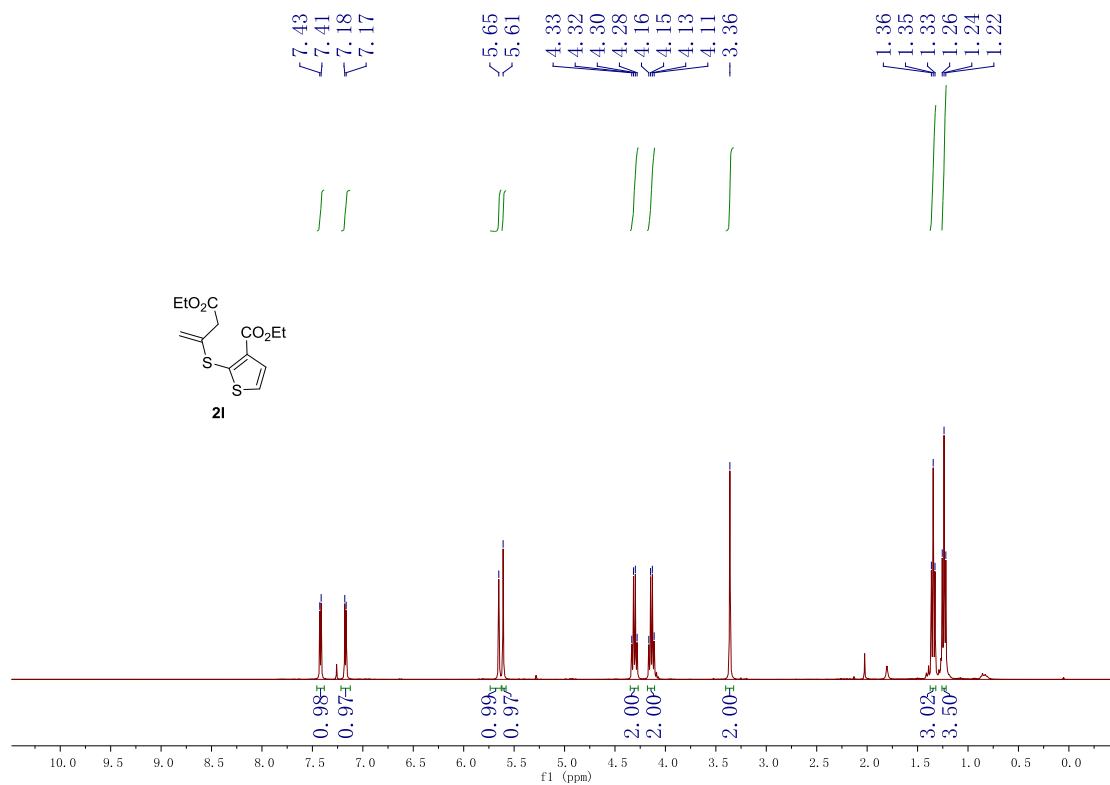 7.43 7.41 7.18 7.17 5.65 5.61 4.33 4.32 4.30 4.28 4.16 4.15 4.13 4.11 3.36 1.36 1.35 1.33 1.26 1.24 1.22
EtO2C
CO2Et
S
S
2l
0.98 0.97 0.99 0.97 2.00 2.00 2.00 3.02 3.50
10.0 9.5 9.0 8.5 8.0 7.5 7.0 6.5 6.0 5.5 5.0 4.5 4.0 3.5 3.0 2.5 2.0 1.5 1.0 0.5 0.0
f1 (ppm)